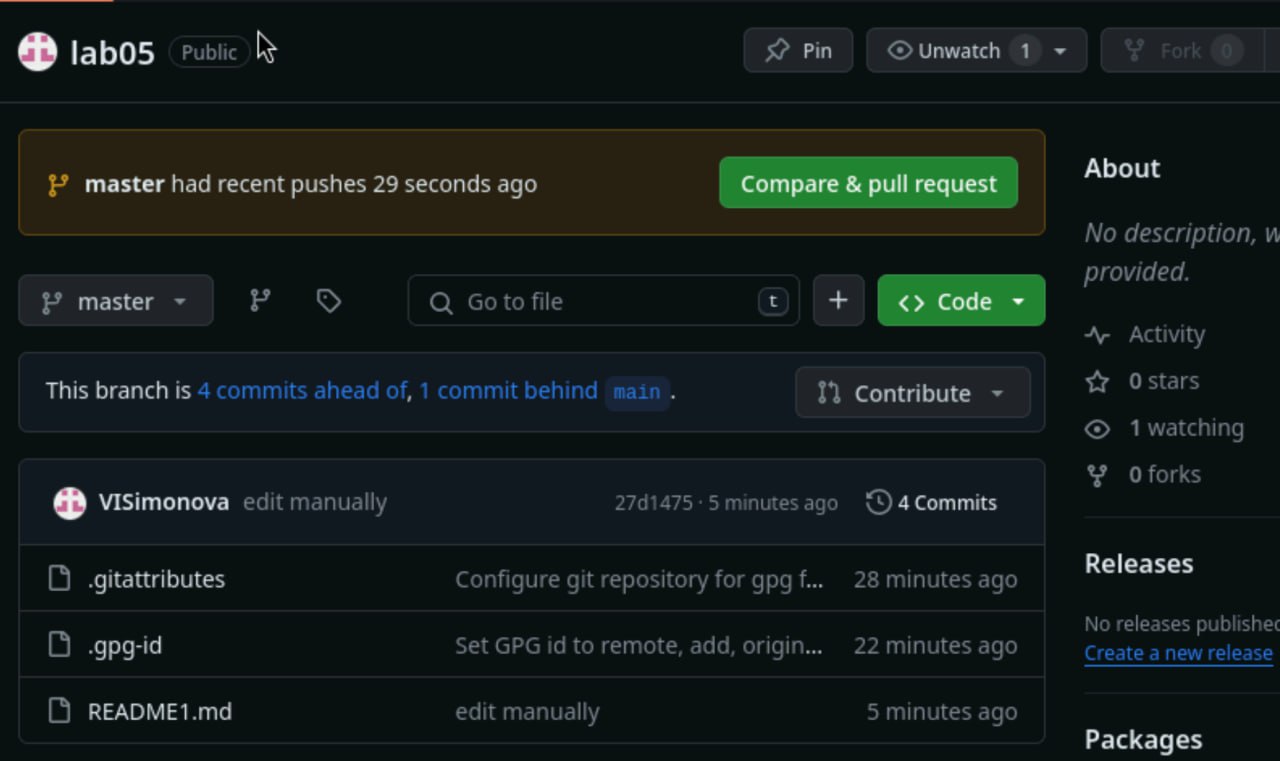 lab05 Public Pin Unwatch 1 Fork 0
master had recent pushes 29 seconds ago Compare & pull request
master Go to file t + Code
This branch is 4 commits ahead of, 1 commit behind main.
Contribute
VISimonova edit manually 27d1475 · 5 minutes ago 4 Commits
.gitattributes Configure git repository for gpg f... 28 minutes ago
.gpg-id Set GPG id to remote, add, origin... 22 minutes ago
README1.md edit manually 5 minutes ago
About
No description, w
provided.
Activity
0 stars
1 watching
0 forks
Releases
No releases published
Create a new release
Packages